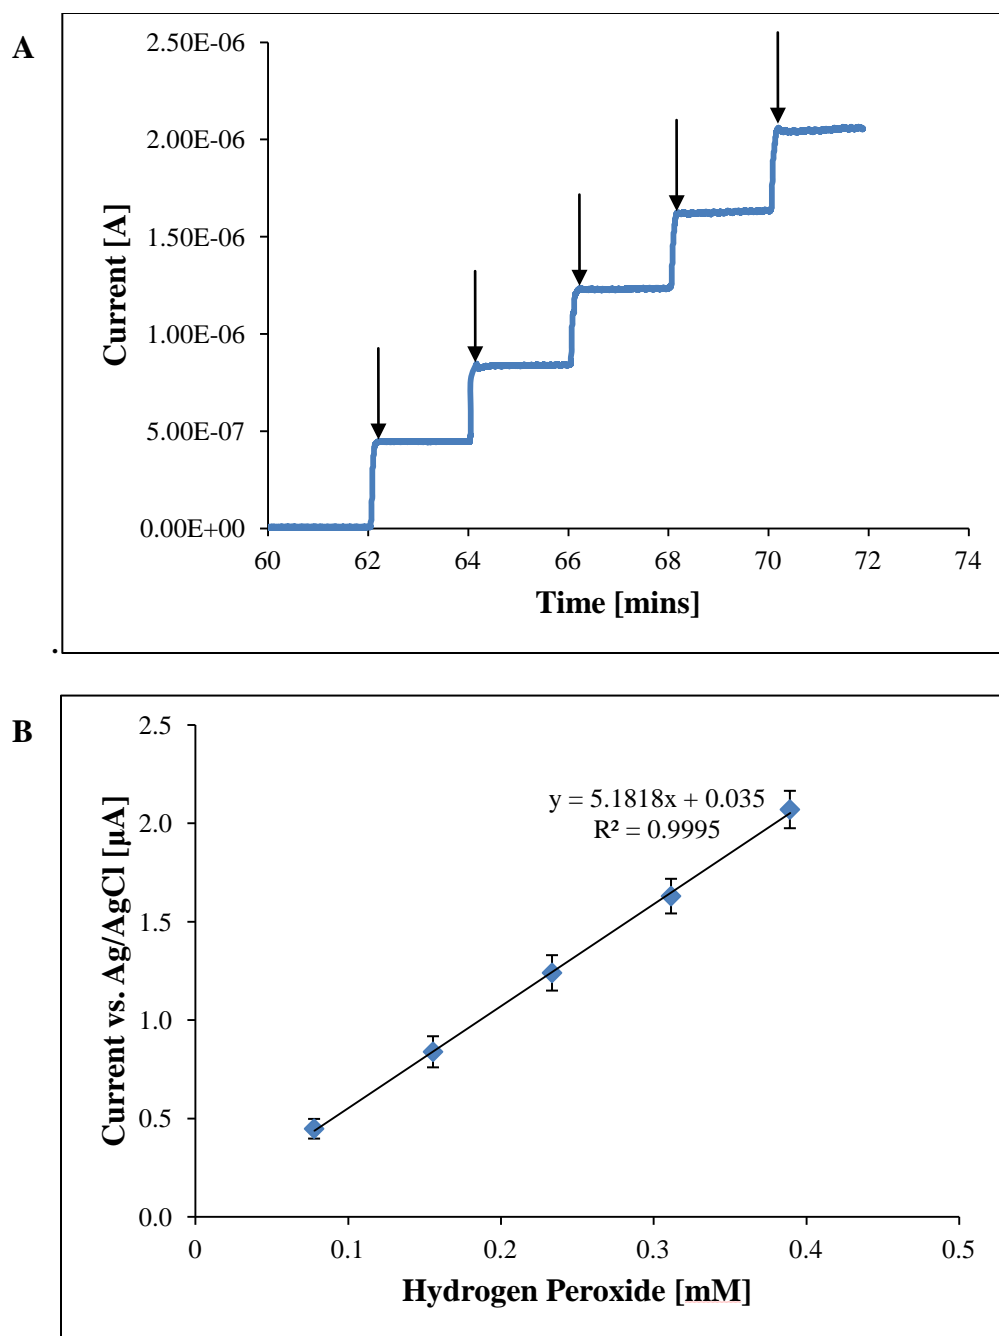 A
2.50E-06
2.00E-06
1.50E-06
1.00E-06
5.00E-07
0.00E+00
Current [A]
60 62 64 66 68 70 72 74
Time [mins]
.
B
2.5
2.0
1.5
1.0
0.5
0.0
Current vs. Ag/AgCl [µA]
y = 5.1818x + 0.035
R² = 0.9995
0 0.1 0.2 0.3 0.4 0.5
Hydrogen Peroxide [mM]